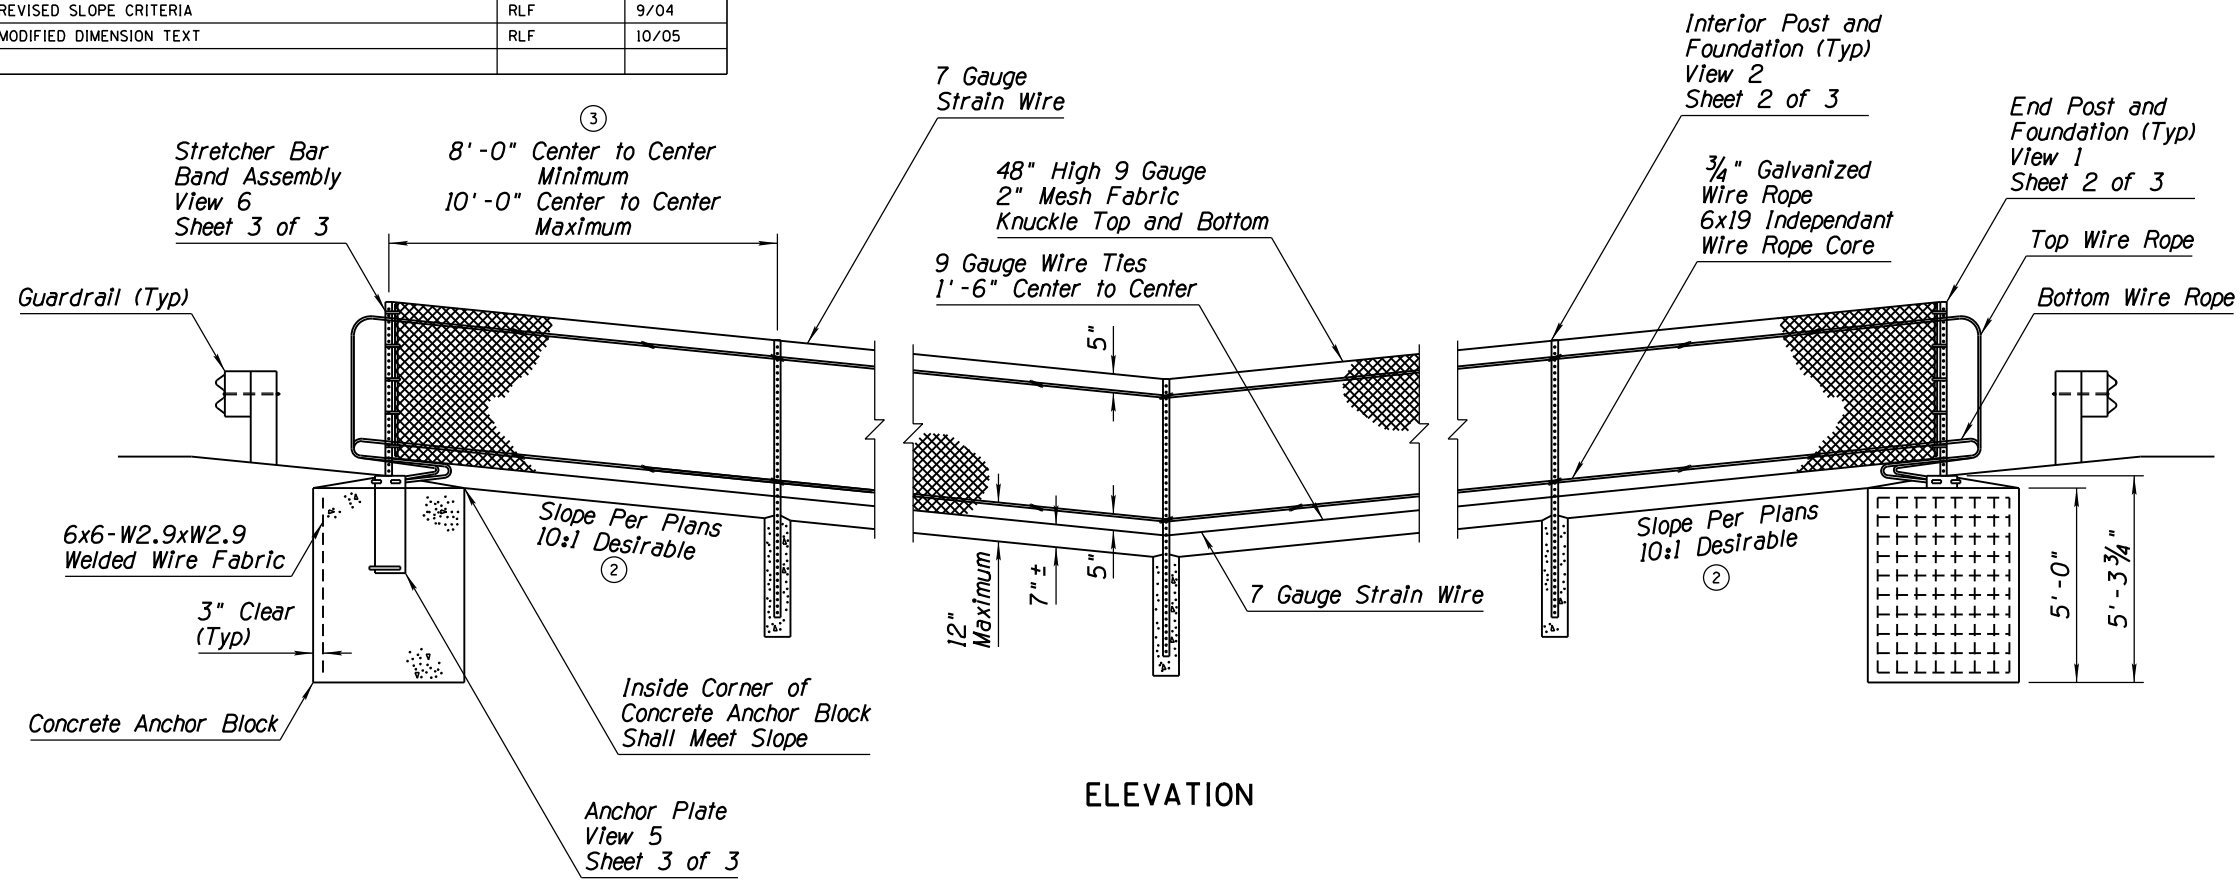 REVISED SLOPE CRITERIA RLF 9/04
MODIFIED DIMENSION TEXT RLF 10/05
Interior Post and
Foundation (Typ)
View 2
Sheet 2 of 3
7 Gauge
Strain Wire
End Post and
Foundation (Typ)
View 1
Sheet 2 of 3
3
8'-0" Center to Center
Minimum
10'-0" Center to Center
Maximum
Stretcher Bar
Band Assembly
View 6
Sheet 3 of 3
48" High 9 Gauge
2" Mesh Fabric
Knuckle Top and Bottom
3/4" Galvanized
Wire Rope
6x19 Independant
Wire Rope Core
Top Wire Rope
9 Gauge Wire Ties
1'-6" Center to Center
Guardrail (Typ)
Bottom Wire Rope
5"
6x6-W2.9xW2.9
Welded Wire Fabric
Slope Per Plans
10:1 Desirable
2
12"
Maximum
7"±
5"
7 Gauge Strain Wire
Slope Per Plans
10:1 Desirable
2
5'-0"
5'-3 3/4"
3" Clear
(Typ)
Concrete Anchor Block
Inside Corner of
Concrete Anchor Block
Shall Meet Slope
Anchor Plate
View 5
Sheet 3 of 3
ELEVATION